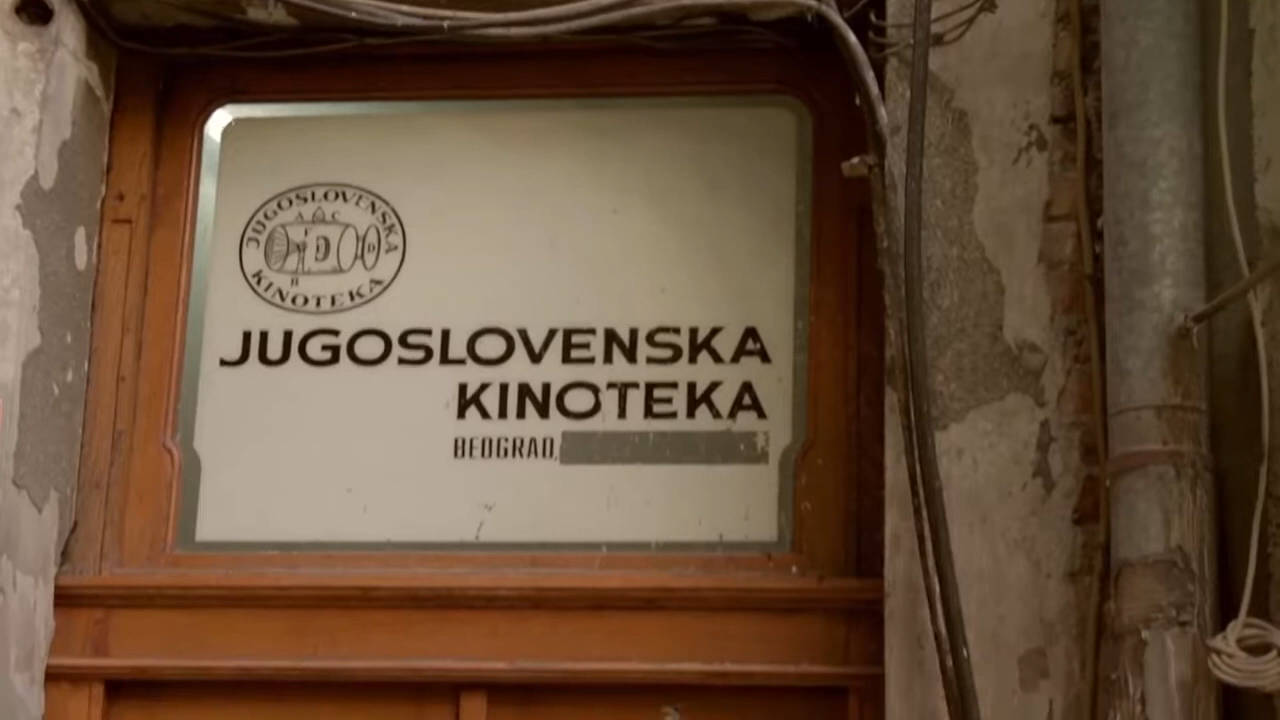 JUGOSLOVENSKA
A C
D D
B
KINOTEKA
JUGOSLOVENSKA
KINOTEKA
BEOGRAD,